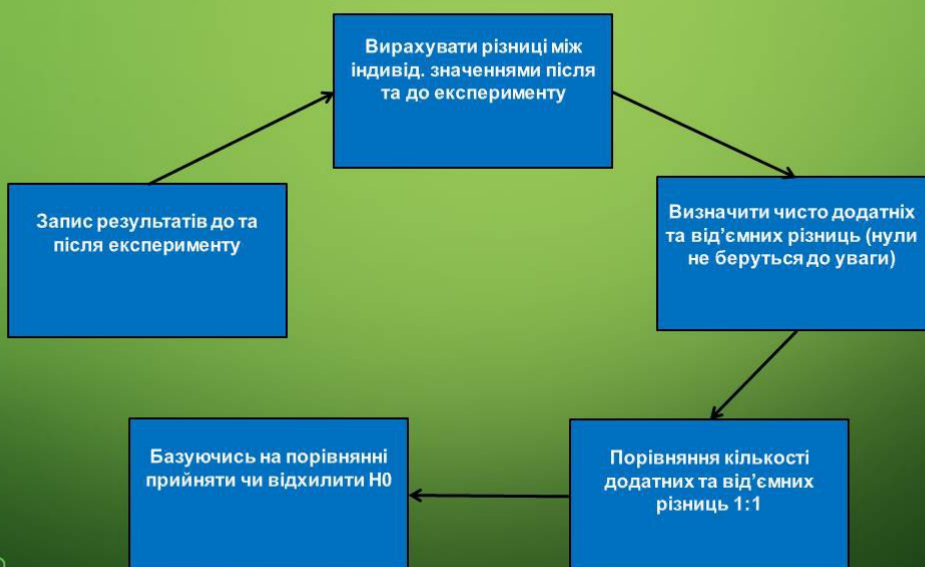 Запис результатів до та
після експерименту
Вирахувати різниці між
індивід. значеннями після
та до експерименту
Визначити чисто додатніх
та від’ємних різниць (нули
не беруться до уваги)
Порівняння кількості
додатних та від’ємних
різниць 1:1
Базуючись на порівнянні
прийняти чи відхилити H0